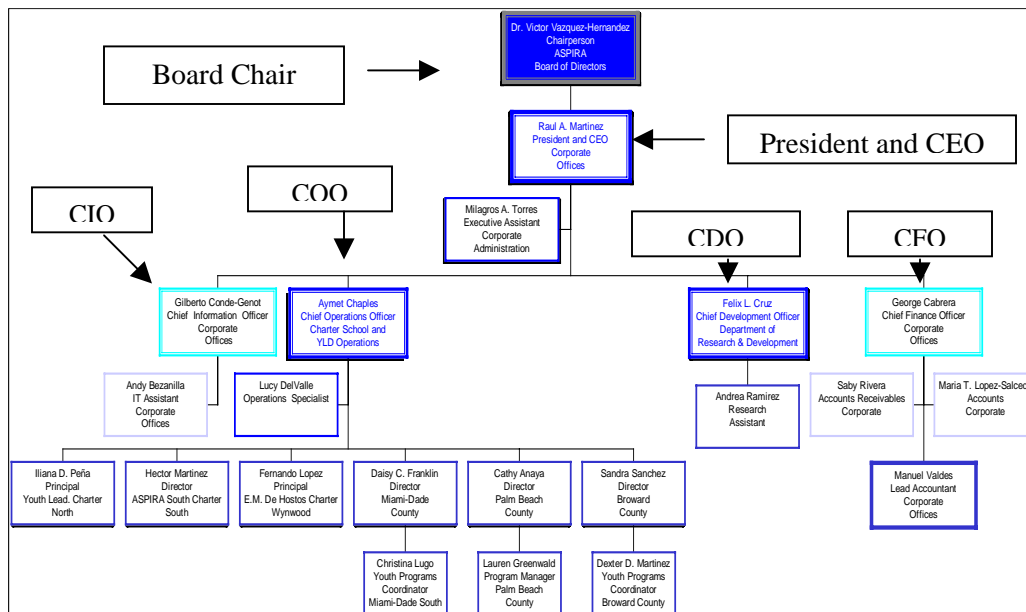 Dr. Victor Vazquez-Hernandez
Chairperson
ASPIRA
Board of Directors
Board Chair
Raul A. Martinez
President and CEO
Corporate
Offices
President and CEO
CIO
COO
Milagros A. Torres
Executive Assistant
Corporate
Administration
CDO
CFO
Gilberto Conde-Genot
Chief Information Officer
Corporate
Offices
Aymet Chaples
Chief Operations Officer
Charter School and
YLD Operations
Felix L. Cruz
Chief Development Officer
Department of
Research & Development
George Cabrera
Chief Finance Officer
Corporate
Offices
Andy Bezanilla
IT Assistant
Corporate
Offices
Lucy DelValle
Operations Specialist
Andrea Ramirez
Research
Assistant
Saby Rivera
Accounts Receivables
Corporate
Maria T. Lopez-Salced
Accounts
Corporate
Iliana D. Peña
Principal
Youth Lead. Charter
North
Hector Martinez
Director
ASPIRA South Charter
South
Fernando Lopez
Principal
E.M. De Hostos Charter
Wynwood
Daisy C. Franklin
Director
Miami-Dade
County
Cathy Anaya
Director
Palm Beach
County
Sandra Sanchez
Director
Broward
County
Manuel Valdes
Lead Accountant
Corporate
Offices
Christina Lugo
Youth Programs
Coordinator
Miami-Dade South
Lauren Greenwald
Program Manager
Palm Beach
County
Dexter D. Martinez
Youth Programs
Coordinator
Broward County